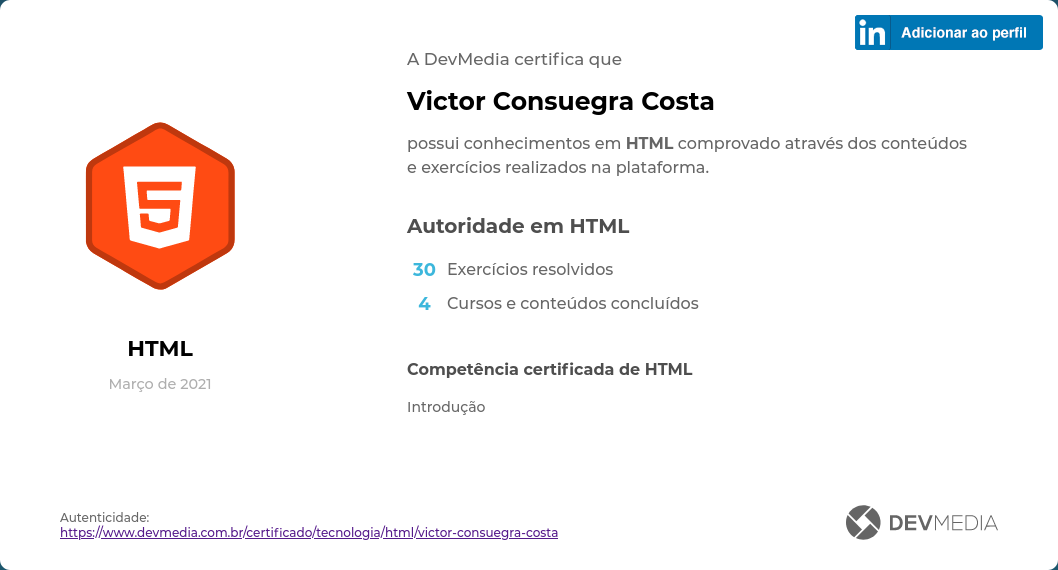 in Adicionar ao perfil
A DevMedia certifica que
Victor Consuegra Costa
possui conhecimentos em HTML comprovado através dos conteúdos
e exercícios realizados na plataforma.
Autoridade em HTML
30 Exercícios resolvidos
4 Cursos e conteúdos concluídos
5
HTML
Março de 2021
Competência certificada de HTML
Introdução
Autenticidade:
https://www.devmedia.com.br/certificado/tecnologia/html/victor-consuegra-costa
DEVMEDIA